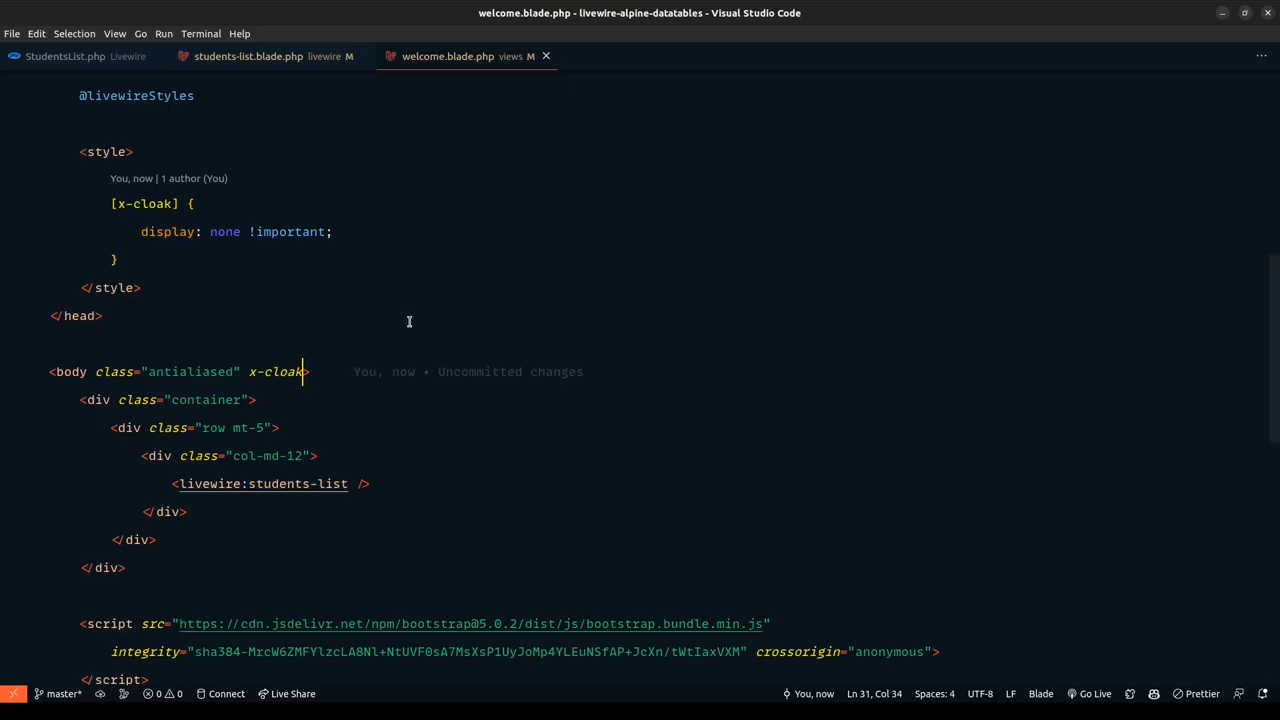 welcome.blade.php - livewire-alpine-datatables - Visual Studio Code
File Edit Selection View Go Run Terminal Help
StudentsList.php Livewire students-list.blade.php livewire M welcome.blade.php views M
@livewireStyles
<style>
You, now | 1 author (You)
[x-cloak] {
display: none !important;
}
</style>
</head>
<body class="antialiased" x-cloak> You, now • Uncommitted changes
<div class="container">
<div class="row mt-5">
<div class="col-md-12">
<livewire:students-list />
</div>
</div>
</div>
<script src="https://cdn.jsdelivr.net/npm/bootstrap@5.0.2/dist/js/bootstrap.bundle.min.js"
integrity="sha384-MrcW6ZMFYlzcLA8Nl+NtUVF0sA7MsXsP1UyJoMp4YLEuNSfAP+JcXn/tWtIaxVXM" crossorigin="anonymous">
</script>
master* 0 0 Connect Live Share You, now Ln 31, Col 34 Spaces: 4 UTF-8 LF Blade Go Live Prettier